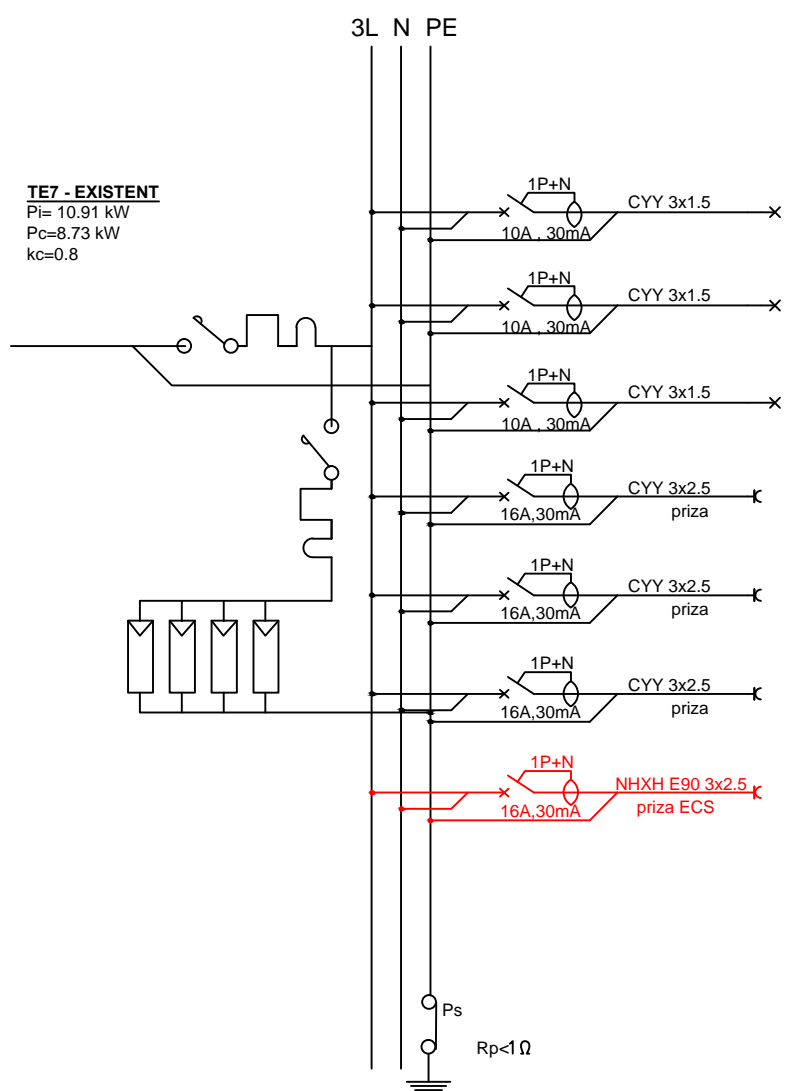 3L N PE
TE7 - EXISTENT
Pi= 10.91 kW
Pc=8.73 kW
kc=0.8
1P+N
CYY 3x1.5
10A , 30mA
1P+N
CYY 3x1.5
10A , 30mA
1P+N
CYY 3x1.5
10A , 30mA
1P+N
CYY 3x2.5
16A,30mA
priza
1P+N
CYY 3x2.5
16A,30mA
priza
1P+N
CYY 3x2.5
16A,30mA
priza
1P+N
NHXH E90 3x2.5
16A,30mA
priza ECS
Ps
Rp<1Ω